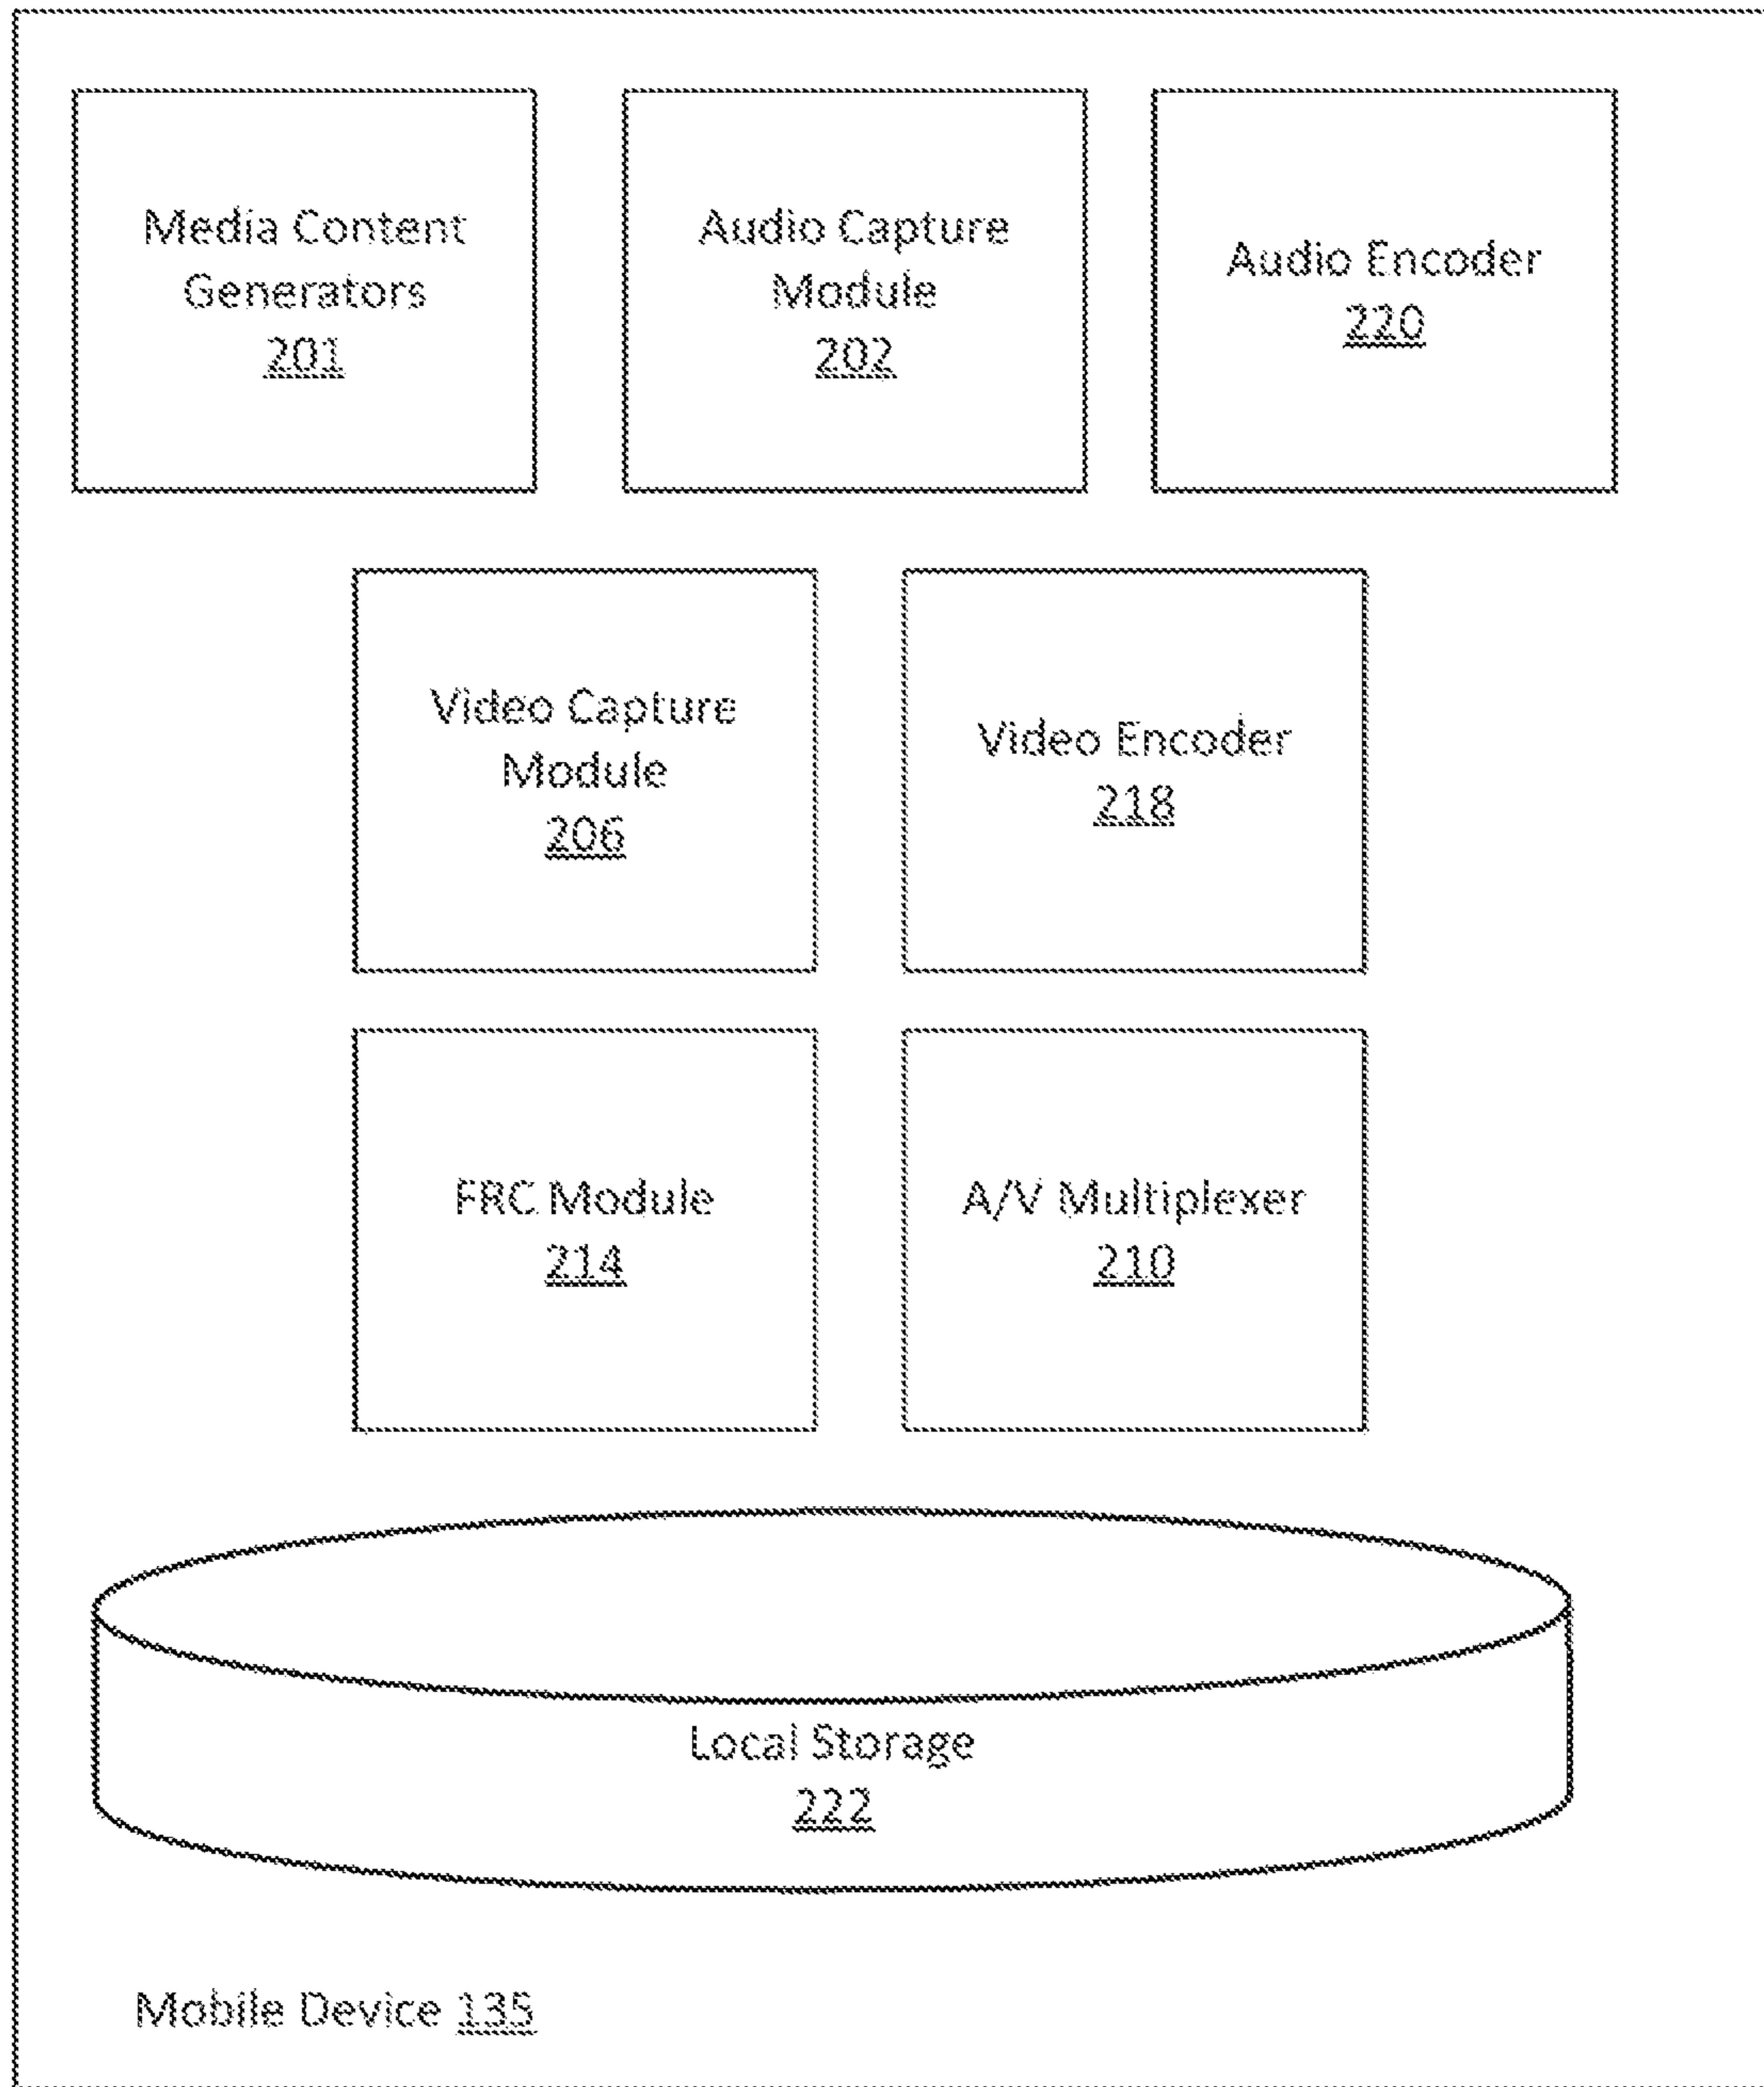 Media Content
Generators
201
Audio Capture
Module
202
Audio Encoder
220
Video Capture
Module
206
Video Encoder
218
FRC Module
214
A/V Multiplexer
210
Local Storage
222
Mobile Device 135